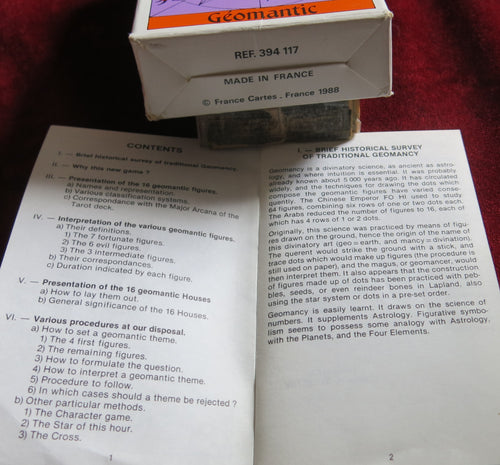 Géomantic
REF. 394 117
MADE IN FRANCE
© France Cartes . France 1988
CONTENTS
I. — Brief historical survey of traditional Geomancy.
II. — Why this new game ?
III. — Presentation of the 16 geomantic figures.
a) Names and representation.
b) Various classification systems.
c) Correspondance with the Major Arcana of the
Tarot deck.
IV. — Interpretation of the various geomantic figures.
a) Their definitions.
1) The 7 fortunate figures.
2) The 6 evil figures.
3) The 3 intermediate figures.
b) Their correspondances.
c) Duration indicated by each figure.
V. — Presentation of the 16 geomantic Houses
a) How to lay them out.
b) General significance of the 16 Houses.
VI. — Various procedures at our disposal.
a) How to set a geomantic theme.
1) The 4 first figures.
2) The remaining figures.
3) How to formulate the question.
4) How to interpret a geomantic theme.
5) Procedure to follow.
6) In which cases should a theme be rejected ?
b) Other particular methods.
1) The Character game.
2) The Star of this hour.
3) The Cross.
1
I. — BRIEF HISTORICAL SURVEY
OF TRADITIONAL GEOMANCY
Geomancy is a divinatory science, as ancient as astro-
logy, and where intuition is essential. It was probably
already known about 5 000 years ago. It has circulated
widely, and the techniques for drawing the dots which
compose the geomantic figures have varied conse-
quently. The Chinese Emperor FO HI used to study
64 figures, combining six rows of one or two dots each.
The Arabs reduced the number of figures to 16, each of
which has 4 rows of 1 or 2 dots.
Originally, this science was practiced by means of figu-
res drawn on the ground, hence the origin of the name of
this divinatory art (geo = earth, and mancy = divination).
The querent would strike the ground with a stick, and
trace dots which would make up figures (the procedure is
still used on paper), and the magus, or geomancer, would
then interpret them. It also appears that the construction
of figures made up of dots has been practiced with peb-
bles, seeds, or even reindeer bones in Lapland, also
using the star system or dots in a pre-set order.
Geomancy is easily learnt. It draws on the science of
numbers. It supplements Astrology. Figurative symbo-
lism seems to possess some analogy with Astrology,
with the Planets, and the Four Elements.
2